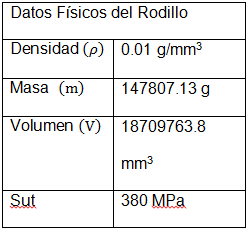 Datos Físicos del Rodillo
Densidad (ρ) 0.01 g/mm³
Masa (m) 147807.13 g
Volumen (V) 18709763.8
mm³
Sut 380 MPa